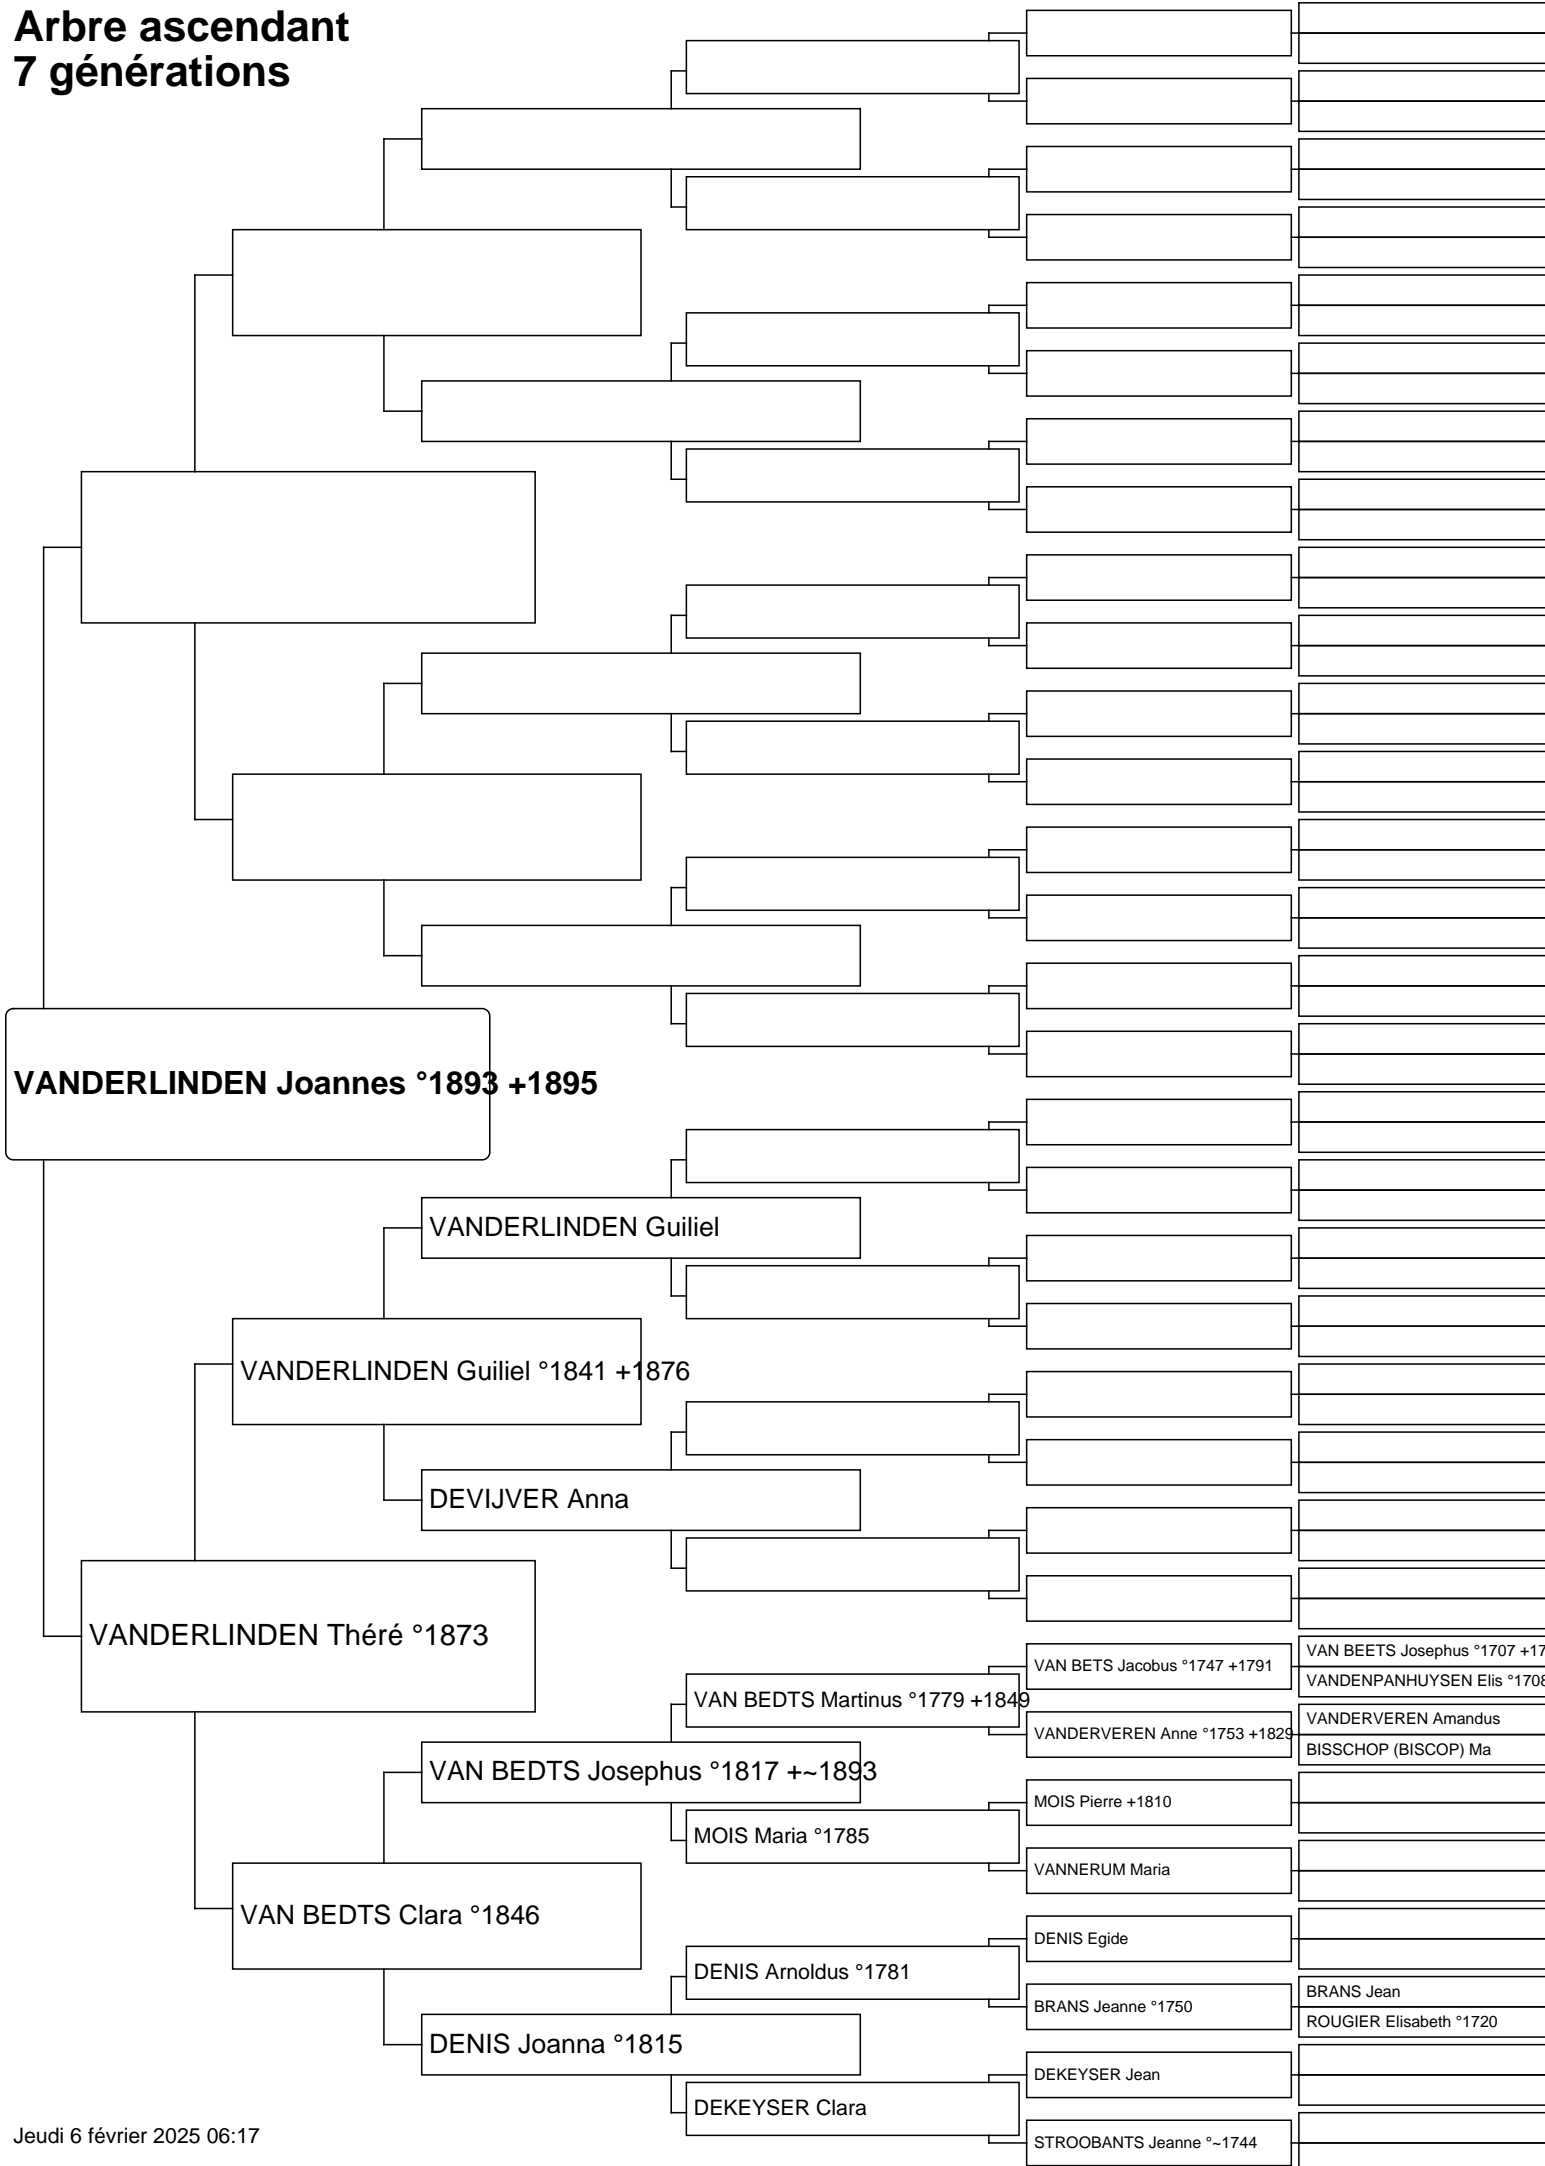 Arbre ascendant
7 générations
VANDERLINDEN Joannes °1893 +1895
VANDERLINDEN Guiliel
VANDERLINDEN Guiliel °1841 +1876
DEVIJVER Anna
VANDERLINDEN Théré °1873
VAN BEETS Josephus °1707 +17
VAN BETS Jacobus °1747 +1791
VANDENPANHUYSEN Elis °1708
VAN BEDTS Martinus °1779 +1849
VANDERVEREN Amandus
VANDERVEREN Anne °1753 +1829
BISSCHOP (BISCOP) Ma
VAN BEDTS Josephus °1817 +~1893
MOIS Pierre +1810
MOIS Maria °1785
VANNERUM Maria
VAN BEDTS Clara °1846
DENIS Egide
DENIS Arnoldus °1781
BRANS Jean
BRANS Jeanne °1750
ROUGIER Elisabeth °1720
DENIS Joanna °1815
DEKEYSER Jean
DEKEYSER Clara
STROOBANTS Jeanne °~1744
Jeudi 6 février 2025 06:17